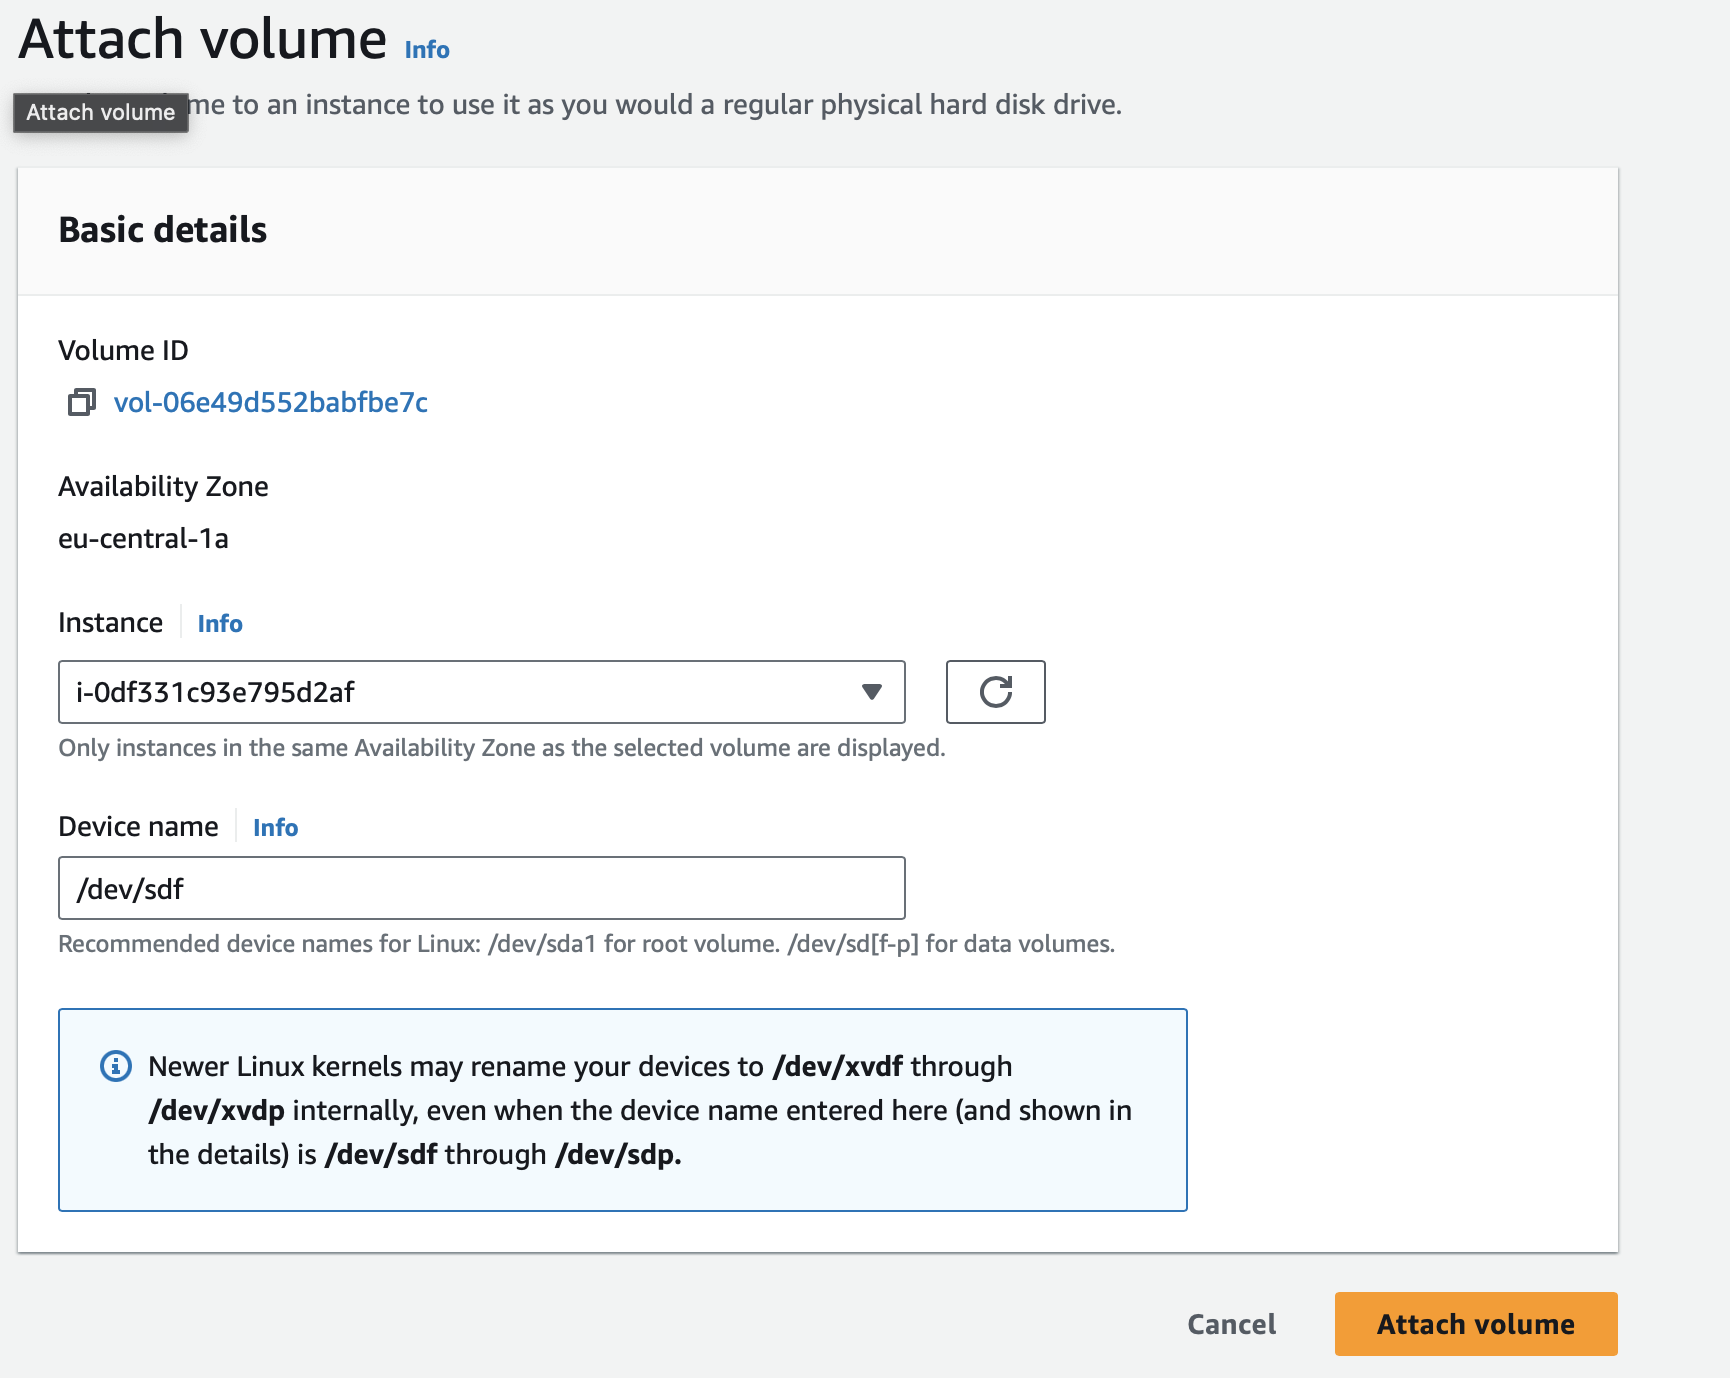 Attach volume Info
Attach volume
me to an instance to use it as you would a regular physical hard disk drive.
Basic details
Volume ID
vol-06e49d552babfbe7c
Availability Zone
eu-central-1a
Instance Info
i-0df331c93e795d2af
Only instances in the same Availability Zone as the selected volume are displayed.
Device name Info
/dev/sdf
Recommended device names for Linux: /dev/sda1 for root volume. /dev/sd[f-p] for data volumes.
Newer Linux kernels may rename your devices to /dev/xvdf through
/dev/xvdp internally, even when the device name entered here (and shown in
the details) is /dev/sdf through /dev/sdp.
Cancel
Attach volume